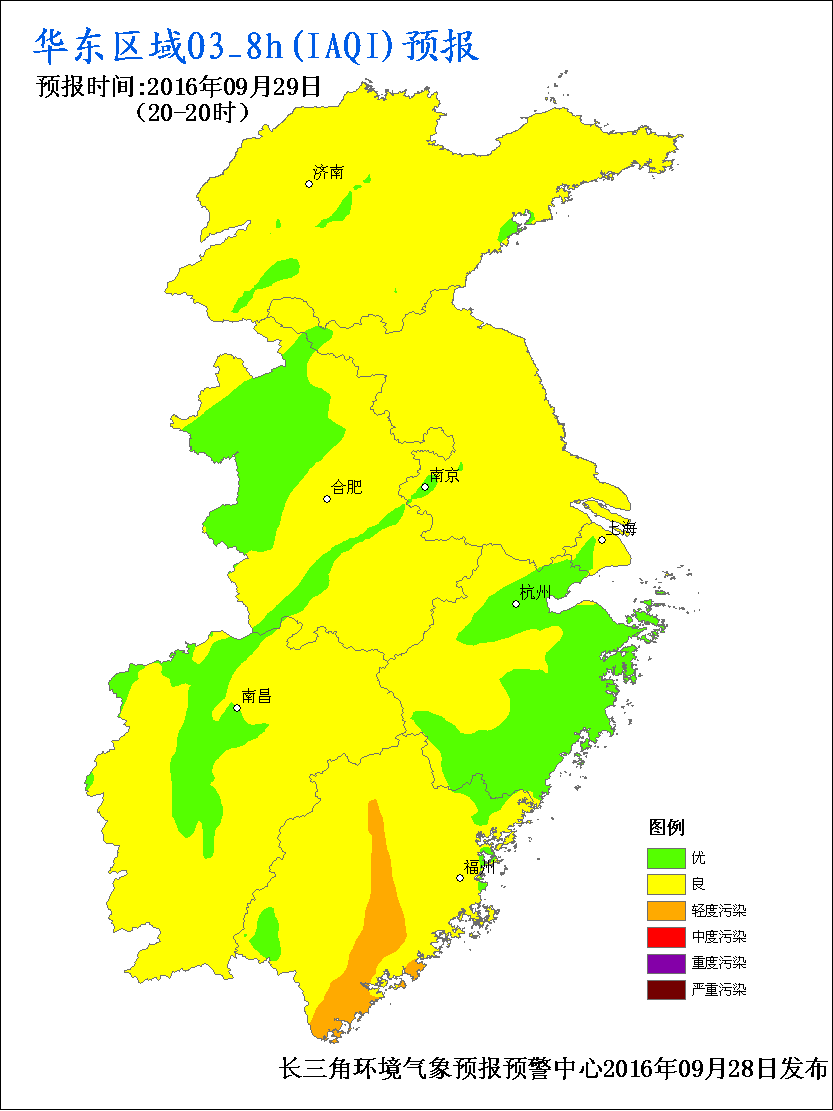 华东区域O3_8h(IAQI)预报
预报时间:2016年09月29日
(20-20时)
济南
合肥
南京
上海
杭州
南昌
福州
图例
优
良
轻度污染
中度污染
重度污染
严重污染
长三角环境气象预报预警中心2016年09月28日发布